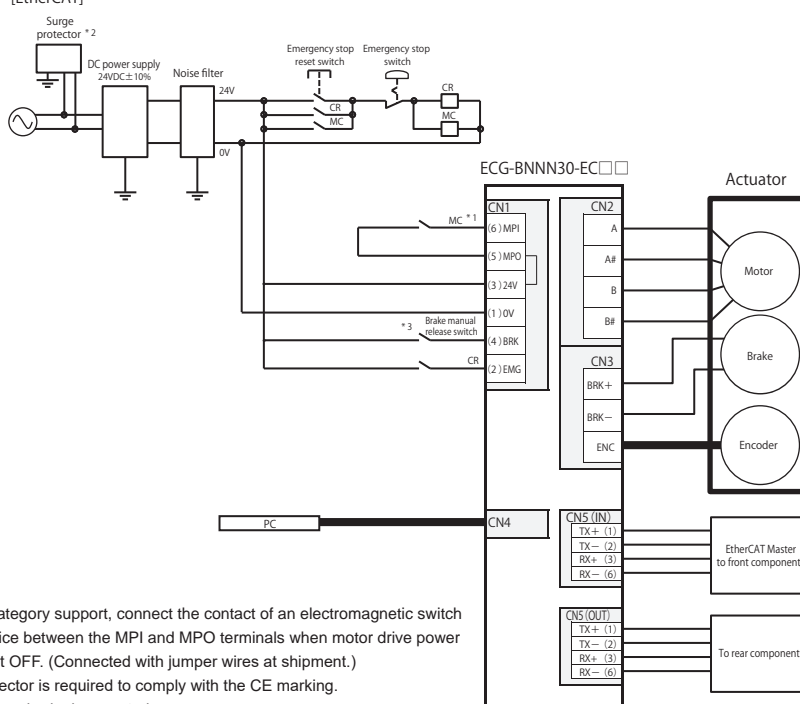 [EtherCAT]
Surge
protector *2
DC power supply
24VDC±10%
Noise filter
24V
0V
Emergency stop
reset switch
Emergency stop
switch
CR
MC
CR
MC
ECG-BNNN30-EC□□
Actuator
CN1
MC *1
(6) MPI
(5) MPO
(3) 24V
(1) 0V
*3
Brake manual
release switch
(4) BRK
CR
(2) EMG
CN2
A
A#
B
B#
Motor
CN3
BRK+
BRK−
ENC
Brake
Encoder
PC
CN4
CN5 (IN)
TX+ (1)
TX− (2)
RX+ (3)
RX− (6)
EtherCAT Master
to front component
CN5 (OUT)
TX+ (1)
TX− (2)
RX+ (3)
RX− (6)
To rear component
ategory support, connect the contact of an electromagnetic switch
ice between the MPI and MPO terminals when motor drive power
t OFF. (Connected with jumper wires at shipment.)
ector is required to comply with the CE marking.